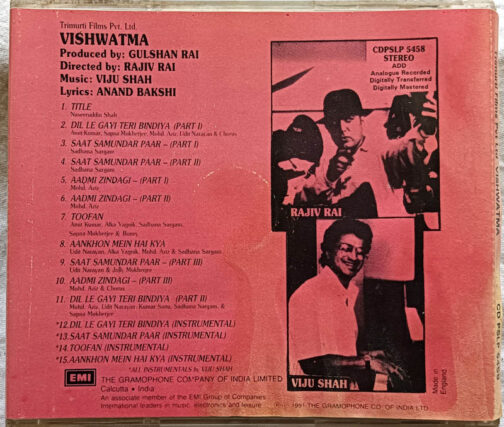 Trimurti Films Pvt. Ltd.
VISHWATMA
Produced by: GULSHAN RAI
Directed by: RAJIV RAI
Music: VIJU SHAH
Lyrics: ANAND BAKSHI
1. TITLE
Naseeruddin Shah
2. DIL LE GAYI TERI BINDIYA (PART I)
Amit Kumar, Sapna Mukherjee, Mohd. Aziz, Udit Narayan & Chorus
3. SAAT SAMUNDAR PAAR – (PART I)
Sadhana Sargam
4. SAAT SAMUNDAR PAAR – (PART II)
Sadhana Sargam
5. AADMI ZINDAGI – (PART I)
Mohd. Aziz
6. AADMI ZINDAGI – (PART II)
Mohd. Aziz
7. TOOFAN
Amit Kumar, Alka Yagnik, Sadhana Sargam,
Sapna Mukherjee &
8. AANKHON MEIN HAI KYA
Udit Narayan, Alka Yagnik, Mohd. Aziz & Sadhana Sargam
9. SAAT SAMUNDAR PAAR – (PART III)
Udit Narayan & Jolly Mukherjee
10. AADMI ZINDAGI – (PART III)
Mohd. Aziz & Chorus
11. DIL LE GAYI TERI BINDIYA (PART II)
Mohd. Aziz, Udit Narayan, Kumar Sanu, Sadhana Sargam, &
Sapna Mukherjee
*12. DIL LE GAYI TERI BINDIYA (INSTRUMENTAL)
*13. SAAT SAMUNDAR PAAR (INSTRUMENTAL)
*14. TOOFAN (INSTRUMENTAL)
*15. AANKHON MEIN HAI KYA (INSTRUMENTAL)
*ALL INSTRUMENTALS by VIJU SHAH
CDPSLP 5458
STEREO
ADD
Analogue Recorded
Digitally Transferred
Digitally Mastered
RAJIV RAI
VIJU SHAH
EMI
THE GRAMOPHONE COMPANY OF INDIA LIMITED
Calcutta • India
An associate member of the EMI Group of Companies
International leaders in music, electronics and leisure
1991 THE GRAMOPHONE CO. OF INDIA LTD
Made in
England